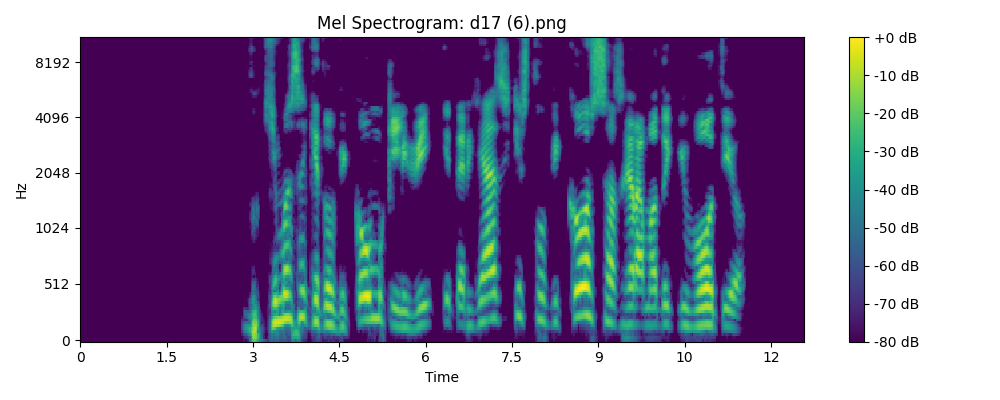 Mel Spectrogram: d17 (6).png
+0 dB
8192
-10 dB
4096
-20 dB
-30 dB
2048
Hz
-40 dB
1024
-50 dB
-60 dB
512
-70 dB
0
-80 dB
0 1.5 3 4.5 6 7.5 9 10 12
Time